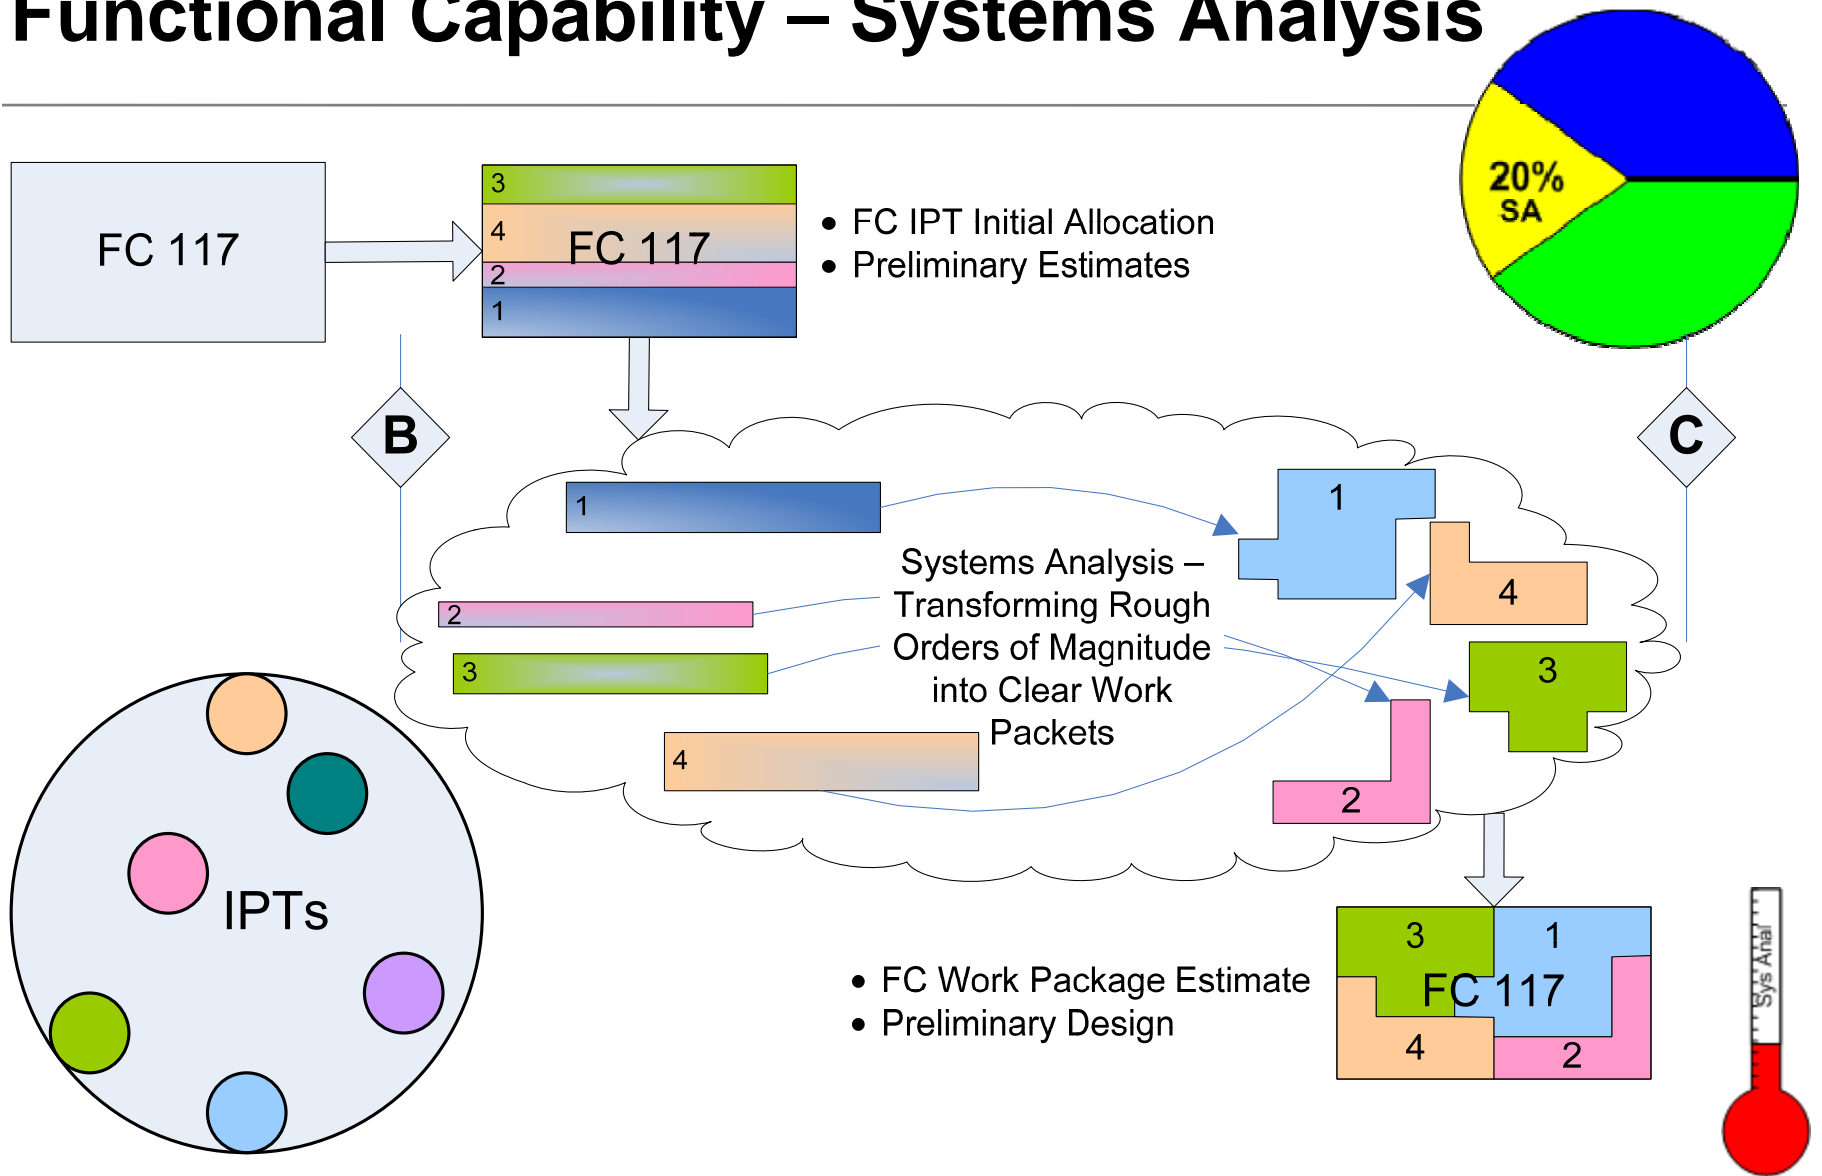 Functional Capability – Systems Analysis
20%
SA
FC 117
3
4
FC 117
2
1
• FC IPT Initial Allocation
• Preliminary Estimates
B
C
1
2
3
4
Systems Analysis –
Transforming Rough
Orders of Magnitude
into Clear Work
Packets
1
4
3
2
IPTs
• FC Work Package Estimate
• Preliminary Design
3
1
FC 117
4
2
Sys Anal